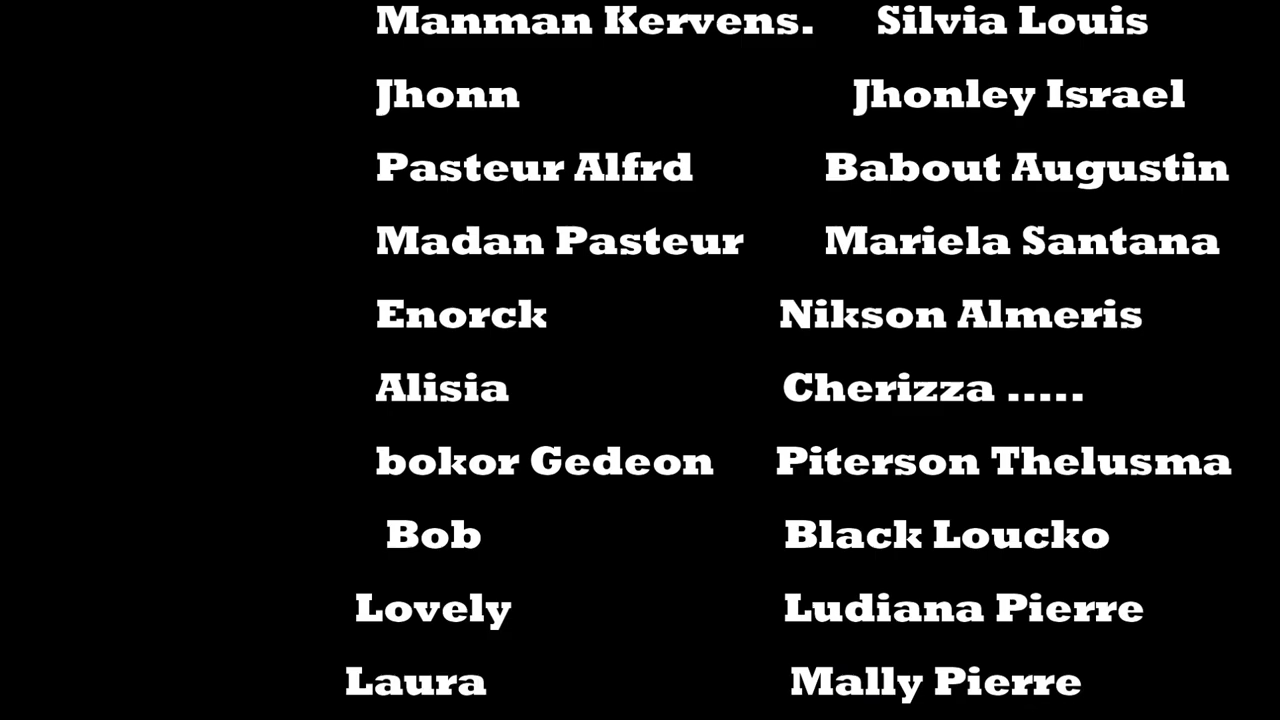 Manman Kervens. Silvia Louis
Jhonn Jhonley Israel
Pasteur Alfrd Babout Augustin
Madan Pasteur Mariela Santana
Enorck Nikson Almeris
Alisia Cherizza .....
bokor Gedeon Piterson Thelusma
Bob Black Loucko
Lovely Ludiana Pierre
Laura Mally Pierre